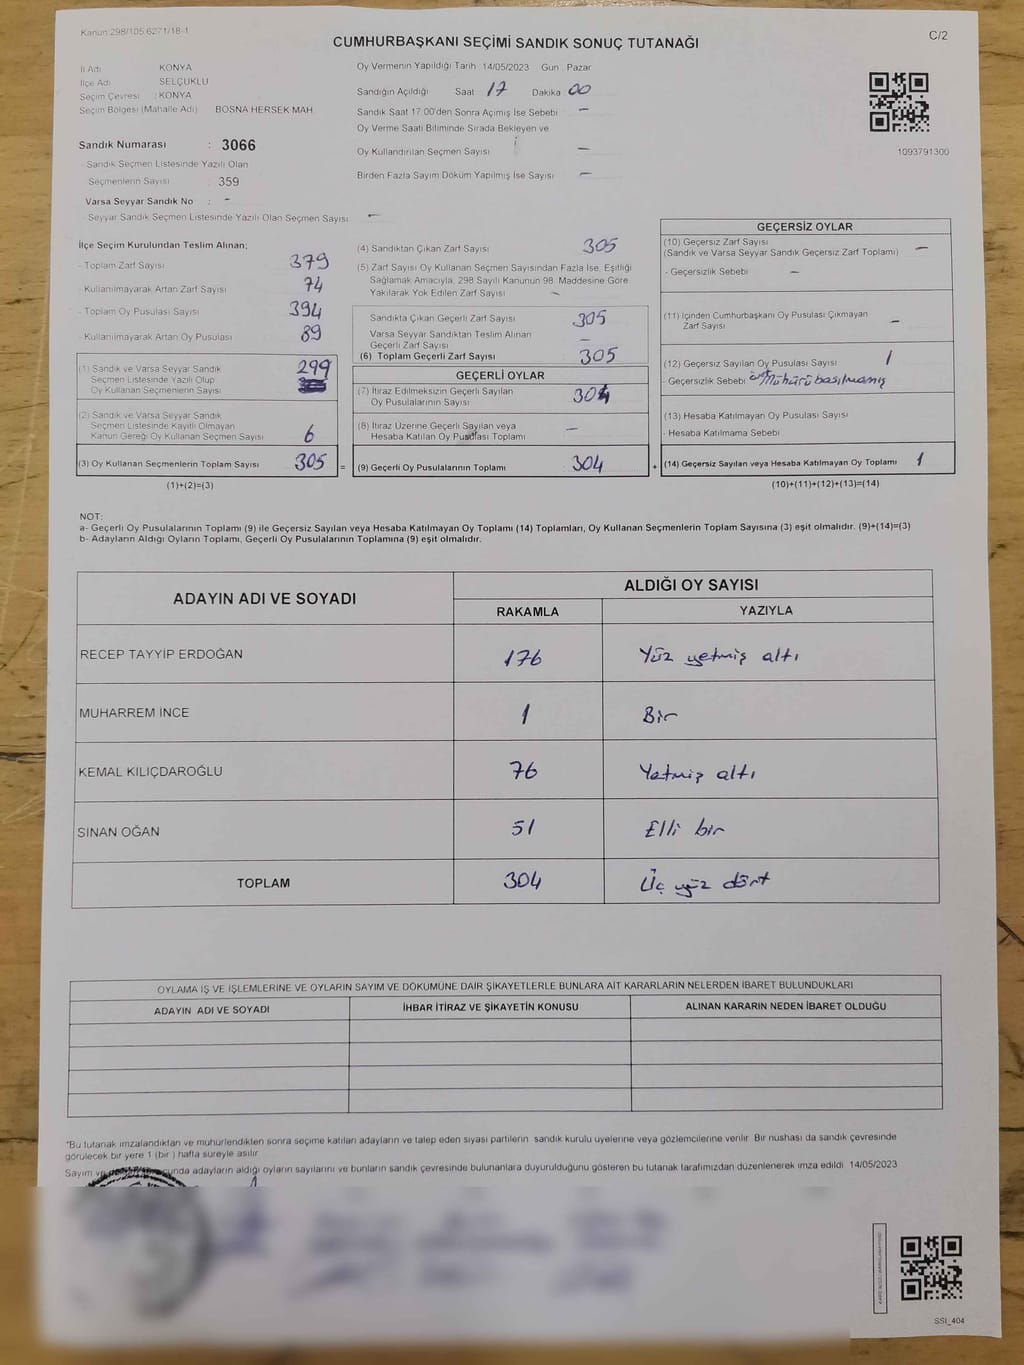 Kanun:298/105,6271/18-1
C/2
CUMHURBAŞKANI SEÇİMİ SANDIK SONUÇ TUTANAĞI
İl Adı : KONYA
İlçe Adı : SELÇUKLU
Seçim Çevresi : KONYA
Seçim Bölgesi (Mahalle Adı) BOSNA HERSEK MAH.
Sandık Numarası : 3066
- Sandık Seçmen Listesinde Yazılı Olan
Seçmenlerin Sayısı : 359
Varsa Seyyar Sandık No : -
- Seyyar Sandık Seçmen Listesinde Yazılı Olan Seçmen Sayısı: -
Oy Vermenin Yapıldığı Tarih :14/05/2023 Gün : Pazar
Sandığın Açıldığı Saat 17 Dakika 00
Sandık Saat 17:00'den Sonra Açımış İse Sebebi -
Oy Verme Saati Bitiminde Sırada Bekleyen ve
Oy Kullandırılan Seçmen Sayısı -
Birden Fazla Sayım Döküm Yapılmış İse Sayısı -
1093791300
İlçe Seçim Kurulundan Teslim Alınan;
- Toplam Zarf Sayısı 379
- Kullanılmayarak Artan Zarf Sayısı 74
- Toplam Oy Pusulası Sayısı 394
- Kullanılmayarak Artan Oy Pusulası 89
(1) Sandık ve Varsa Seyyar Sandık
Seçmen Listesinde Yazılı Olup
Oy Kullanan Seçmenlerin Sayısı 299
(2) Sandık ve Varsa Seyyar Sandık
Seçmen Listesinde Kayıtlı Olmayan
Kanun Gereği Oy Kullanan Seçmen Sayısı 6
(3) Oy Kullanan Seçmenlerin Toplam Sayısı 305 =
(1)+(2)=(3)
(4) Sandıktan Çıkan Zarf Sayısı 305
(5) Zarf Sayısı Oy Kullanan Seçmen Sayısından Fazla İse, Eşitliği
Sağlamak Amacıyla, 298 Sayılı Kanunun 98. Maddesine Göre
Yakılarak Yok Edilen Zarf Sayısı -
Sandıkta Çıkan Geçerli Zarf Sayısı 305
Varsa Seyyar Sandıktan Teslim Alınan
Geçerli Zarf Sayısı -
(6) Toplam Geçerli Zarf Sayısı 305
GEÇERLİ OYLAR
(7) İtiraz Edilmeksizin Geçerli Sayılan
Oy Pusulalarının Sayısı 304
(8) İtiraz Üzerine Geçerli Sayılan veya
Hesaba Katılan Oy Pusulası Toplamı -
(9) Geçerli Oy Pusulalarının Toplamı 304 +
GEÇERSİZ OYLAR
(10) Geçersiz Zarf Sayısı
(Sandık ve Varsa Seyyar Sandık Geçersiz Zarf Toplamı) -
- Geçersizlik Sebebi -
(11) İçinden Cumhurbaşkanı Oy Pusulası Çıkmayan
Zarf Sayısı -
(12) Geçersiz Sayılan Oy Pusulası Sayısı 1
- Geçersizlik Sebebi Mühürü basılmamış
(13) Hesaba Katılmayan Oy Pusulası Sayısı
- Hesaba Katılmama Sebebi
(14) Geçersiz Sayılan veya Hesaba Katılmayan Oy Toplamı 1
(10)+(11)+(12)+(13)=(14)
NOT:
a- Geçerli Oy Pusulalarının Toplamı (9) ile Geçersiz Sayılan veya Hesaba Katılmayan Oy Toplamı (14) Toplamları, Oy Kullanan Seçmenlerin Toplam Sayısına (3) eşit olmalıdır. (9)+(14)=(3)
b- Adayların Aldığı Oyların Toplamı, Geçerli Oy Pusulalarının Toplamına (9) eşit olmalıdır.
ADAYIN ADI VE SOYADI ALDIĞI OY SAYISI
RAKAMLA YAZIYLA
RECEP TAYYİP ERDOĞAN 176 Yüz yetmiş altı
MUHARREM İNCE 1 Bir
KEMAL KILIÇDAROĞLU 76 Yetmiş altı
SİNAN OĞAN 51 Elli bir
TOPLAM 304 Üç yüz dört
OYLAMA İŞ VE İŞLEMLERİNE VE OYLARIN SAYIM VE DÖKÜMÜNE DAİR ŞİKAYETLERLE BUNLARA AİT KARARLARIN NELERDEN İBARET BULUNDUKLARI
ADAYIN ADI VE SOYADI İHBAR İTİRAZ VE ŞİKAYETİN KONUSU ALINAN KARARIN NEDEN İBARET OLDUĞU
*Bu tutanak imzalandıktan ve mühürlendikten sonra seçime katılan adayların ve talep eden siyasi partilerin sandık kurulu üyelerine veya gözlemcilerine verilir. Bir nüshası da sandık çevresinde
görülecek bir yere 1 (bir) hafta süreyle asılır.
Sayım ve adayların aldığı oyların sayılarını ve bunların sandık çevresinde bulunanlara duyurulduğunu gösteren bu tutanak tarafımızdan düzenlenerek imza edildi. 14/05/2023
SSI_404